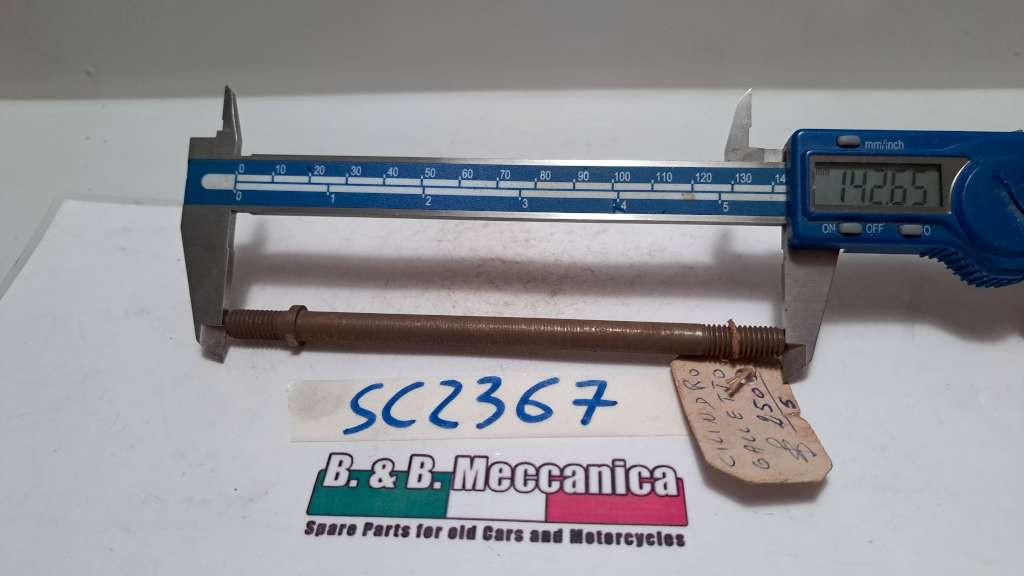 mm/inch
142.65
0 10 20 30 40 50 60 70 80 90 100 110 120 130 14
0 1 2 3 4 5
ON OFF 0
SC2367
CILINDRO
GALLETTO
250
5
B. & B. Meccanica
Spare Parts for old Cars and Motorcycles